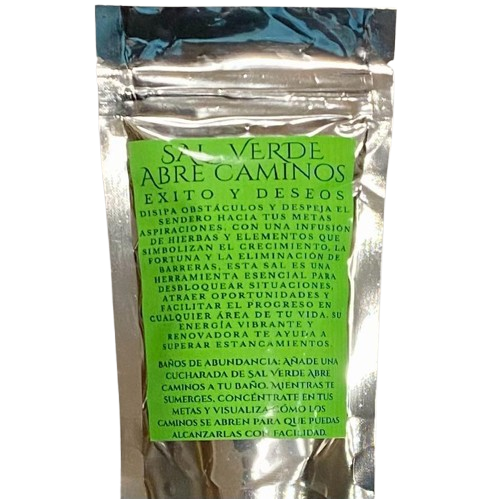 SAL VERDE
ABRE CAMINOS
EXITO Y DESEOS
DISIPA OBSTÁCULOS Y DESPEJA EL
SENDERO HACIA TUS METAS
ASPIRACIONES. CON UNA INFUSIÓN
DE HIERBAS Y ELEMENTOS QUE
SIMBOLIZAN EL CRECIMIENTO, LA
FORTUNA Y LA ELIMINACIÓN DE
BARRERAS, ESTA SAL ES UNA
HERRAMIENTA ESENCIAL PARA
DESBLOQUEAR SITUACIONES,
ATRAER OPORTUNIDADES Y
FACILITAR EL PROGRESO EN
CUALQUIER ÁREA DE TU VIDA. SU
ENERGÍA VIBRANTE Y
RENOVADORA TE AYUDA A
SUPERAR ESTANCAMIENTOS.
BAÑOS DE ABUNDANCIA: AÑADE UNA
CUCHARADA DE SAL VERDE ABRE
CAMINOS A TU BAÑO. MIENTRAS TE
SUMERGES, CONCÉNTRATE EN TUS
METAS Y VISUALIZA CÓMO LOS
CAMINOS SE ABREN PARA QUE PUEDAS
ALCANZARLAS CON FACILIDAD.